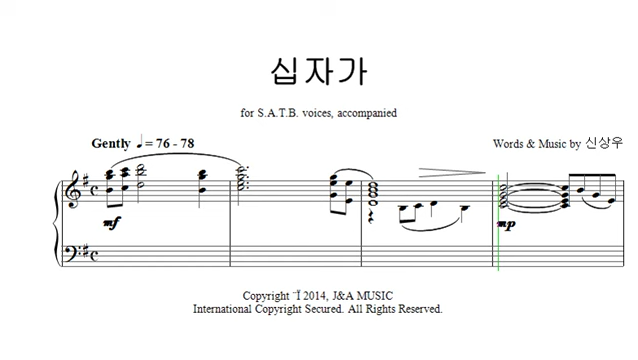 십자가
for S.A.T.B. voices, accompanied
Gently ♩= 76 - 78
Words & Music by 신상우
mf
mp
Copyright Ï 2014, J&A MUSIC
International Copyright Secured. All Rights Reserved.